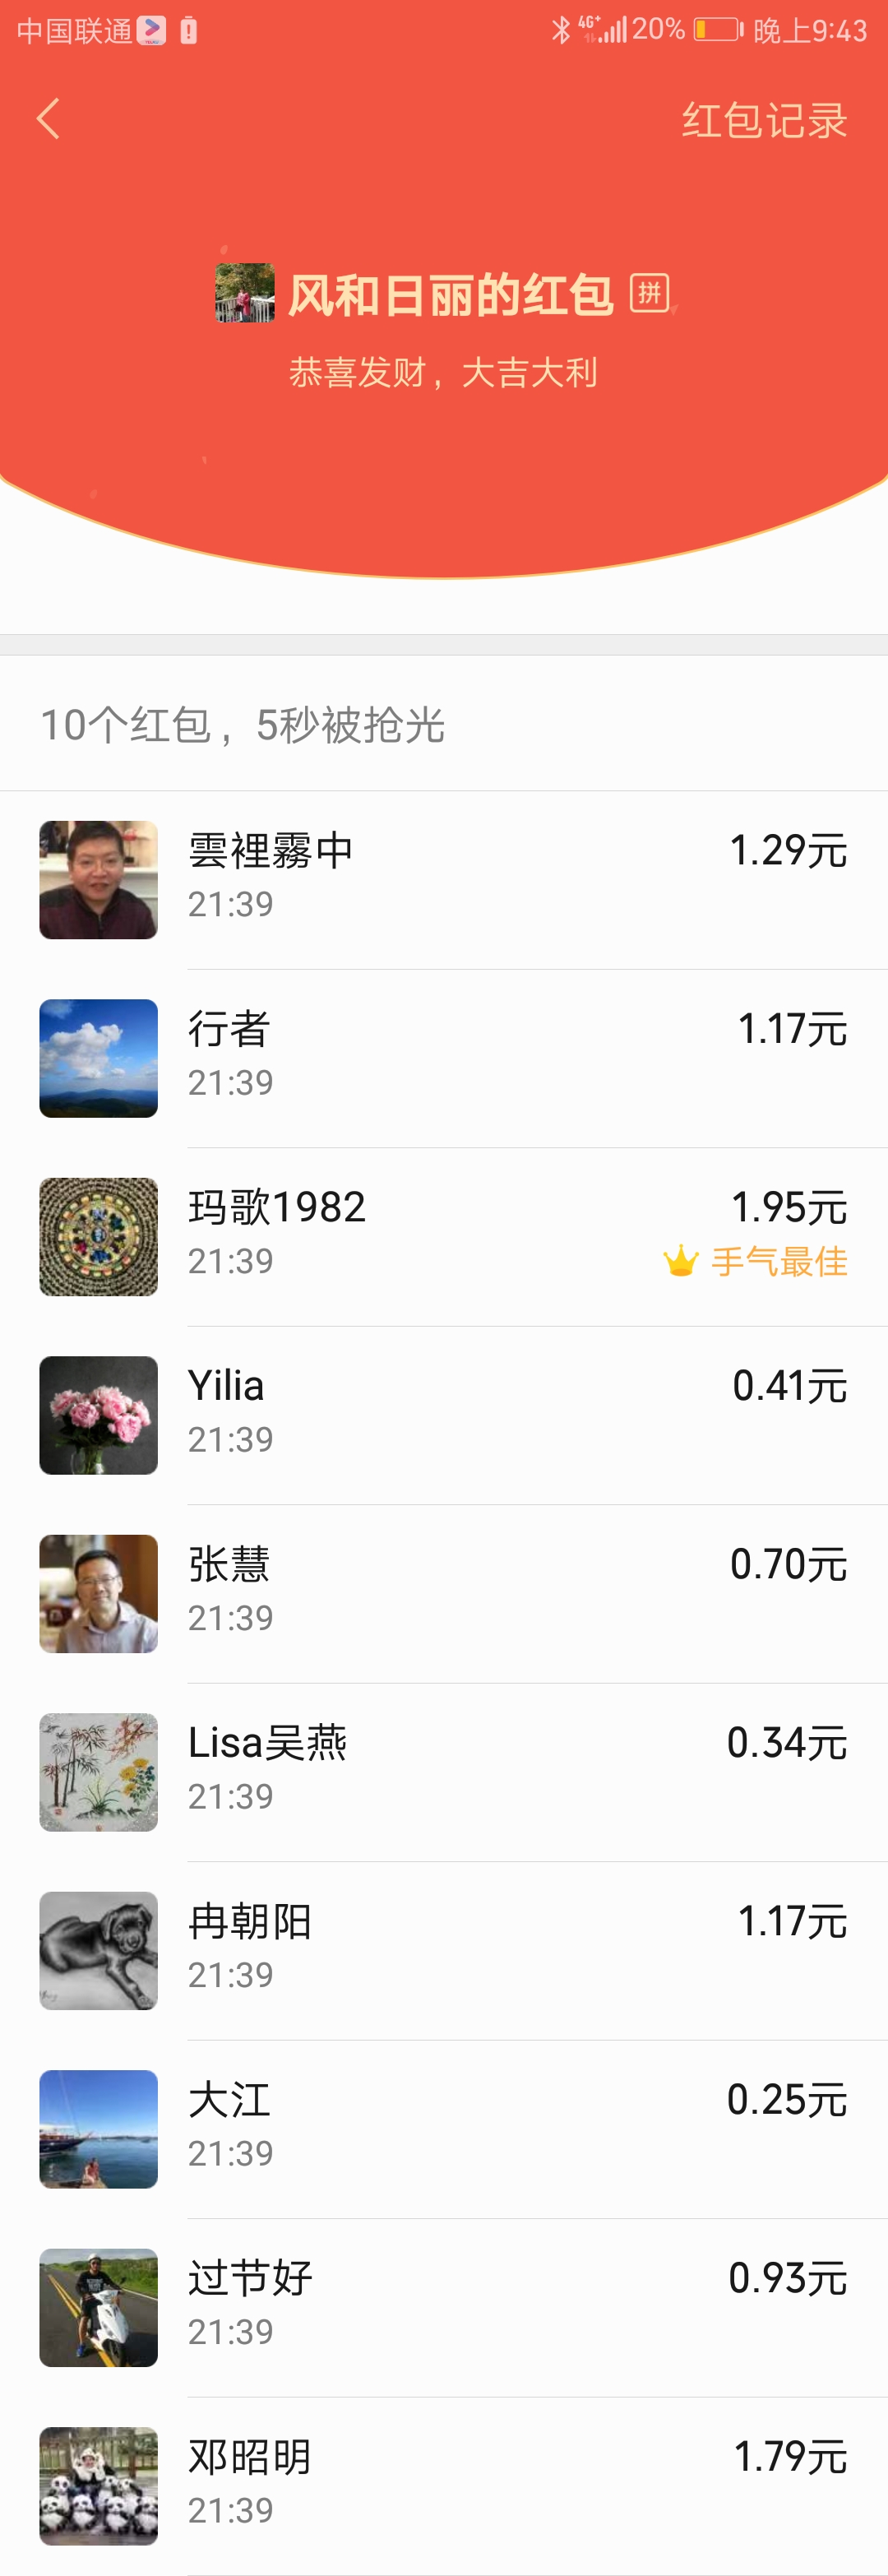 中国联通 20% 晚上9:43
4G+
红包记录
风和日丽的红包 拼
恭喜发财，大吉大利
10个红包，5秒被抢光
雲裡霧中 1.29元
21:39
行者 1.17元
21:39
玛歌1982 1.95元
21:39 手气最佳
Yilia 0.41元
21:39
张慧 0.70元
21:39
Lisa吴燕 0.34元
21:39
冉朝阳 1.17元
21:39
大江 0.25元
21:39
过节好 0.93元
21:39
邓昭明 1.79元
21:39